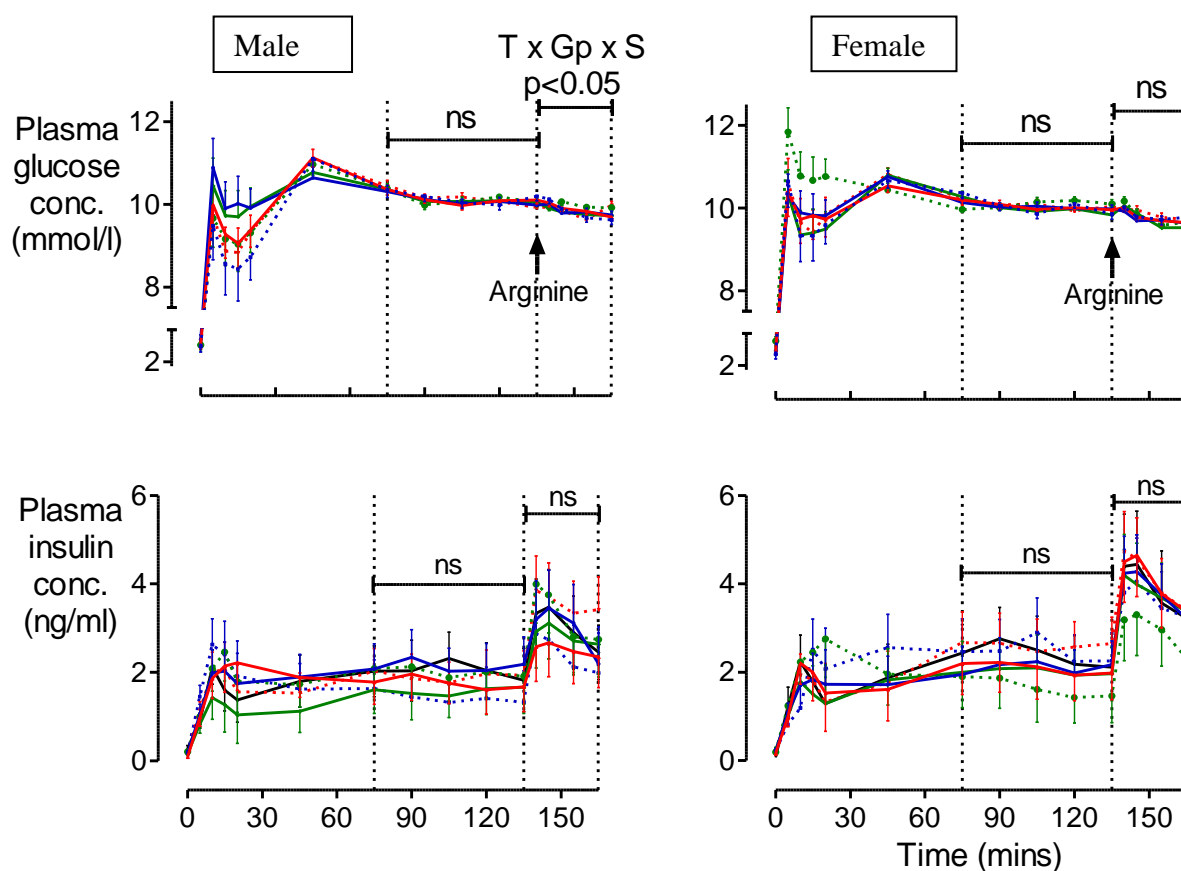 Male
T x Gp x S
p<0.05
Female
ns
ns
ns
Plasma
glucose
conc.
(mmol/l)
12
10
8
2
Arginine
12
10
8
2
Arginine
Plasma
insulin
conc.
(ng/ml)
6
4
2
0
ns
ns
6
4
2
0
ns
ns
0 30 60 90 120 150
0 30 60 90 120 150
Time (mins)